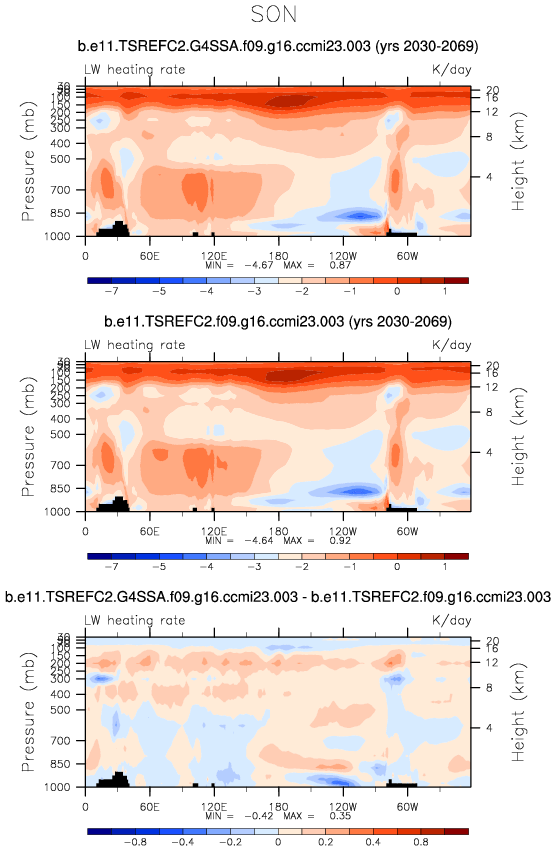 SON
b.e11.TSREFC2.G4SSA.f09.g16.ccmi23.003 (yrs 2030-2069)
LW heating rate K/day
Pressure (mb)
30
50
100
150
200
250
300
400
500
700
850
1000
20
16
12
8
4
Height (km)
0 60E 120E 180 120W 60W
MIN = -4.67 MAX = 0.87
-7 -5 -4 -3 -2 -1 0 1
b.e11.TSREFC2.f09.g16.ccmi23.003 (yrs 2030-2069)
LW heating rate K/day
Pressure (mb)
30
50
100
150
200
250
300
400
500
700
850
1000
20
16
12
8
4
Height (km)
0 60E 120E 180 120W 60W
MIN = -4.64 MAX = 0.92
-7 -5 -4 -3 -2 -1 0 1
b.e11.TSREFC2.G4SSA.f09.g16.ccmi23.003 - b.e11.TSREFC2.f09.g16.ccmi23.003
LW heating rate K/day
Pressure (mb)
30
50
100
150
200
250
300
400
500
700
850
1000
20
16
12
8
4
Height (km)
0 60E 120E 180 120W 60W
MIN = -0.42 MAX = 0.35
-0.8 -0.4 -0.2 0 0.2 0.4 0.8